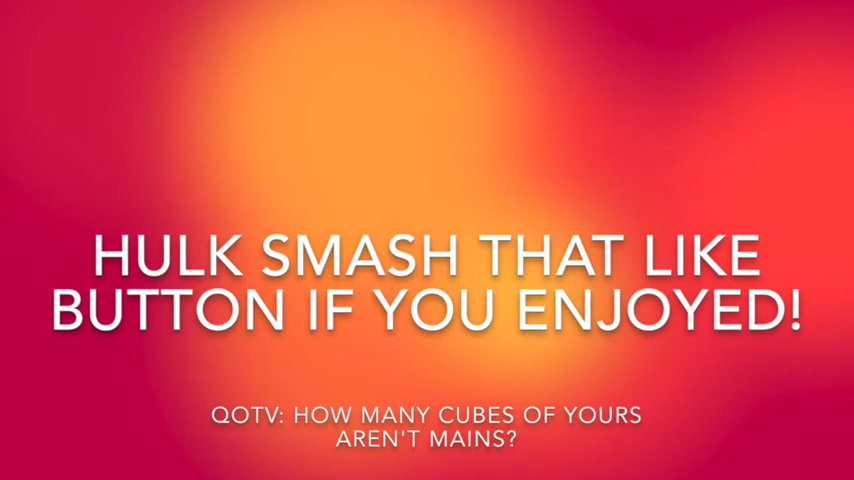 HULK SMASH THAT LIKE
BUTTON IF YOU ENJOYED!
QOTV: HOW MANY CUBES OF YOURS
AREN'T MAINS?